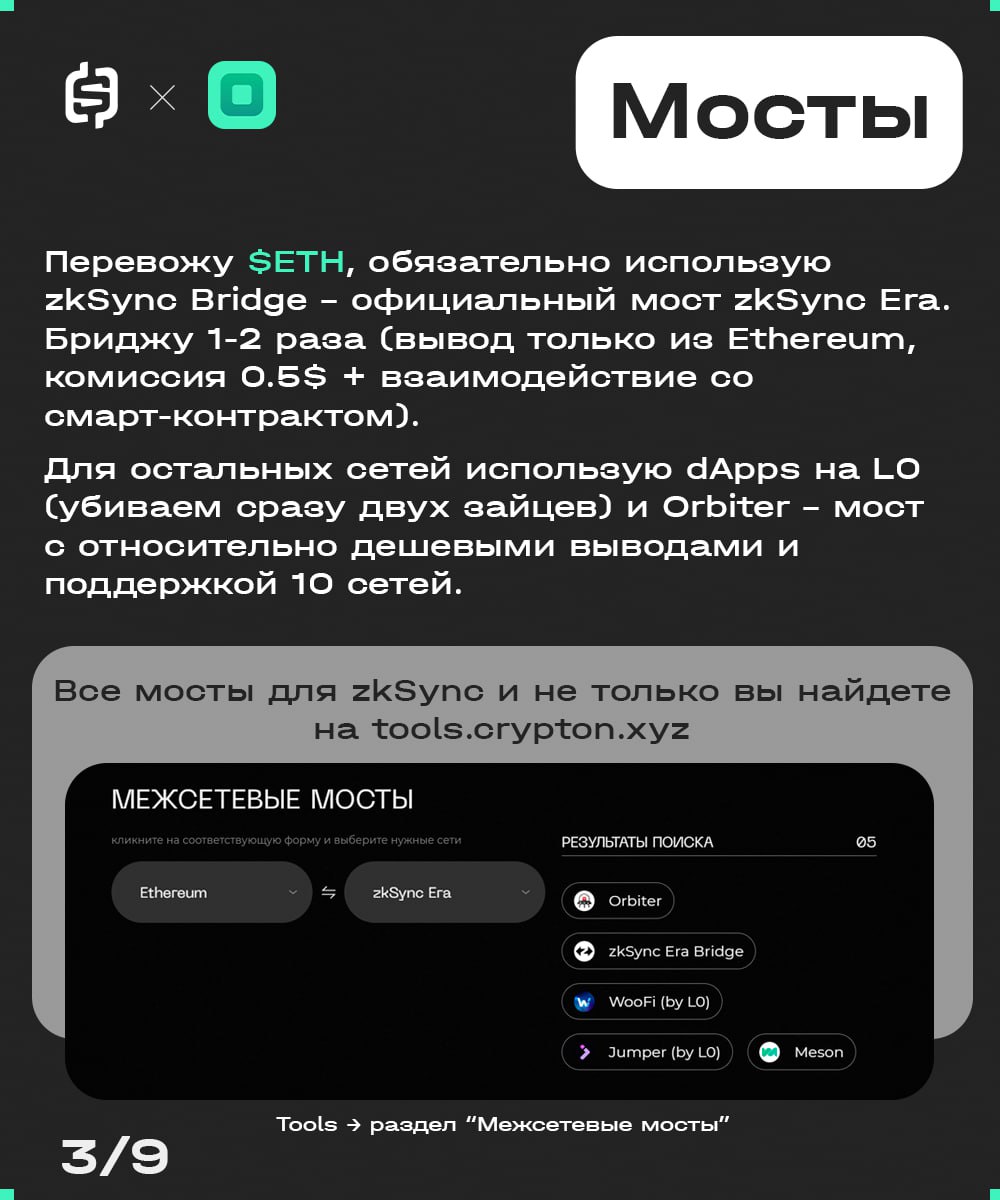 Мосты
Перевожу $ETH, обязательно использую
zkSync Bridge – официальный мост zkSync Era.
Бриджу 1-2 раза (вывод только из Ethereum,
комиссия 0.5$ + взаимодействие со
смарт-контрактом).
Для остальных сетей использую dApps на L0
(убиваем сразу двух зайцев) и Orbiter – мост
с относительно дешевыми выводами и
поддержкой 10 сетей.
Все мосты для zkSync и не только вы найдете
на tools.crypton.xyz
МЕЖСЕТЕВЫЕ МОСТЫ
кликните на соответствующую форму и выберите нужные сети
Ethereum
zkSync Era
РЕЗУЛЬТАТЫ ПОИСКА 05
Orbiter
zkSync Era Bridge
WooFi (by L0)
Jumper (by L0) Meson
Tools → раздел “Межсетевые мосты”
3/9